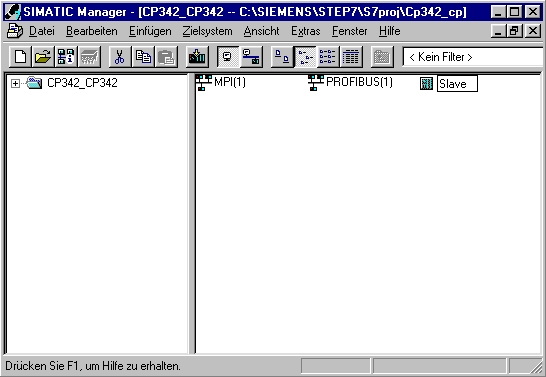 SIMATIC Manager - [CP342_CP342 -- C:\SIEMENS\STEP7\S7proj\Cp342_cp]
Datei Bearbeiten Einfügen Zielsystem Ansicht Extras Fenster Hilfe
< Kein Filter >
CP342_CP342
MPI(1) PROFIBUS(1) Slave
Drücken Sie F1, um Hilfe zu erhalten.